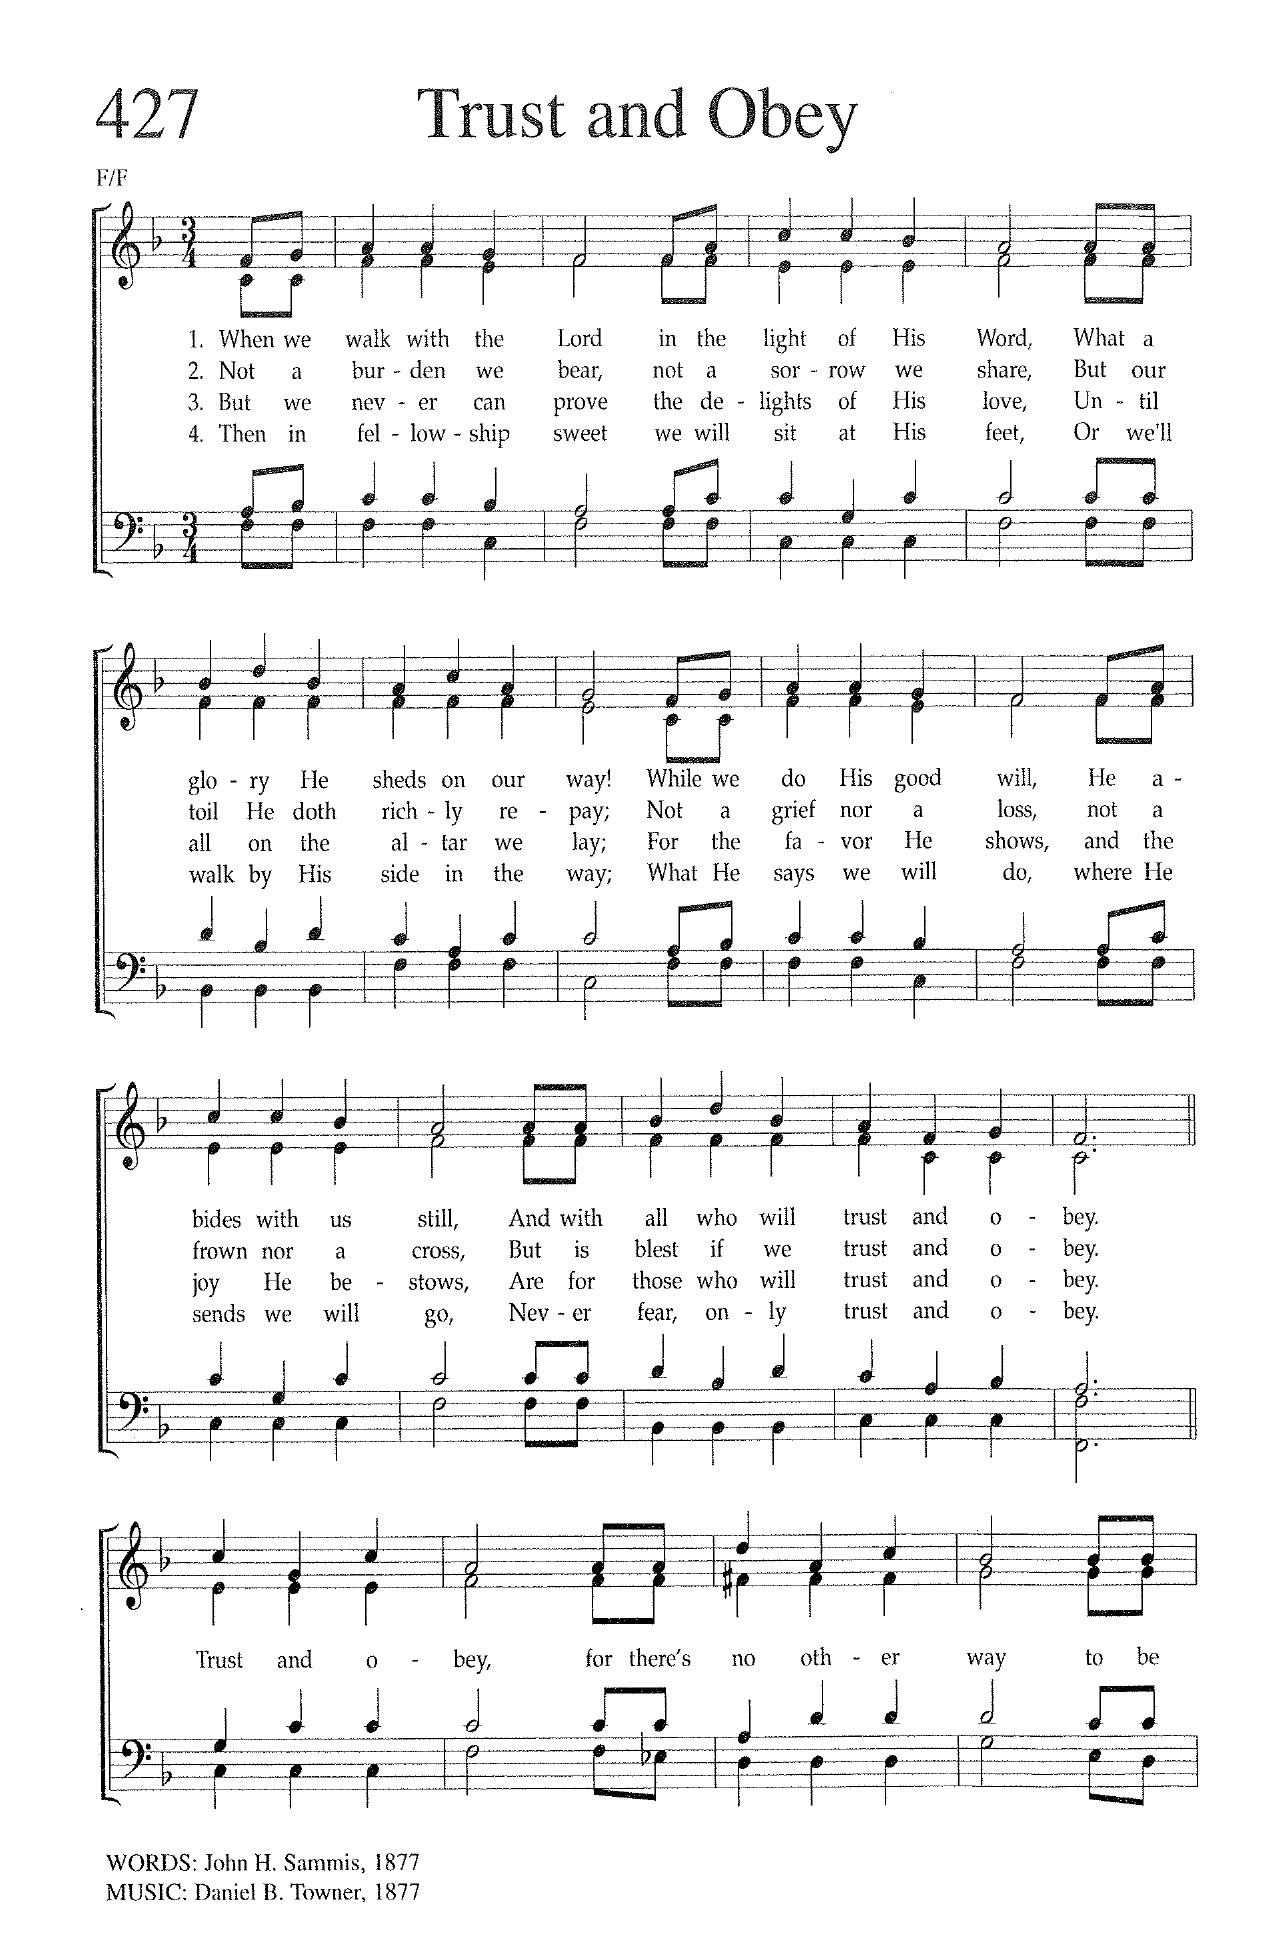 427 Trust and Obey
F/F
1. When we walk with the Lord in the light of His Word, What a
2. Not a bur - den we bear, not a sor - row we share, But our
3. But we nev - er can prove the de - lights of His love, Un - til
4. Then in fel - low - ship sweet we will sit at His feet, Or we'll
glo - ry He sheds on our way! While we do His good will, He a -
toil He doth rich - ly re - pay; Not a grief nor a loss, not a
all on the al - tar we lay; For the fa - vor He shows, and the
walk by His side in the way; What He says we will do, where He
bides with us still, And with all who will trust and o - bey.
frown nor a cross, But is blest if we trust and o - bey.
joy He be - stows, Are for those who will trust and o - bey.
sends we will go, Nev - er fear, on - ly trust and o - bey.
Trust and o - bey, for there's no oth - er way to be
WORDS: John H. Sammis, 1877
MUSIC: Daniel B. Towner, 1877